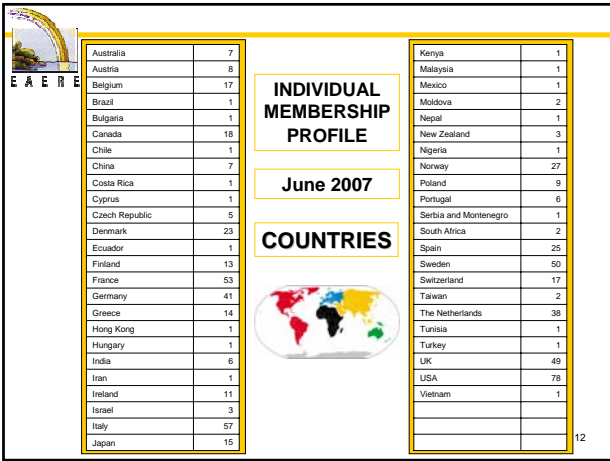 E A E R E
Australia 7
Austria 8
Belgium 17
Brazil 1
Bulgaria 1
Canada 18
Chile 1
China 7
Costa Rica 1
Cyprus 1
Czech Republic 5
Denmark 23
Ecuador 1
Finland 13
France 53
Germany 41
Greece 14
Hong Kong 1
Hungary 1
India 6
Iran 1
Ireland 11
Israel 3
Italy 57
Japan 15
INDIVIDUAL
MEMBERSHIP
PROFILE
June 2007
COUNTRIES
Kenya 1
Malaysia 1
Mexico 1
Moldova 2
Nepal 1
New Zealand 3
Nigeria 1
Norway 27
Poland 9
Portugal 6
Serbia and Montenegro 1
South Africa 2
Spain 25
Sweden 50
Switzerland 17
Taiwan 2
The Netherlands 38
Tunisia 1
Turkey 1
UK 49
USA 78
Vietnam 1
12